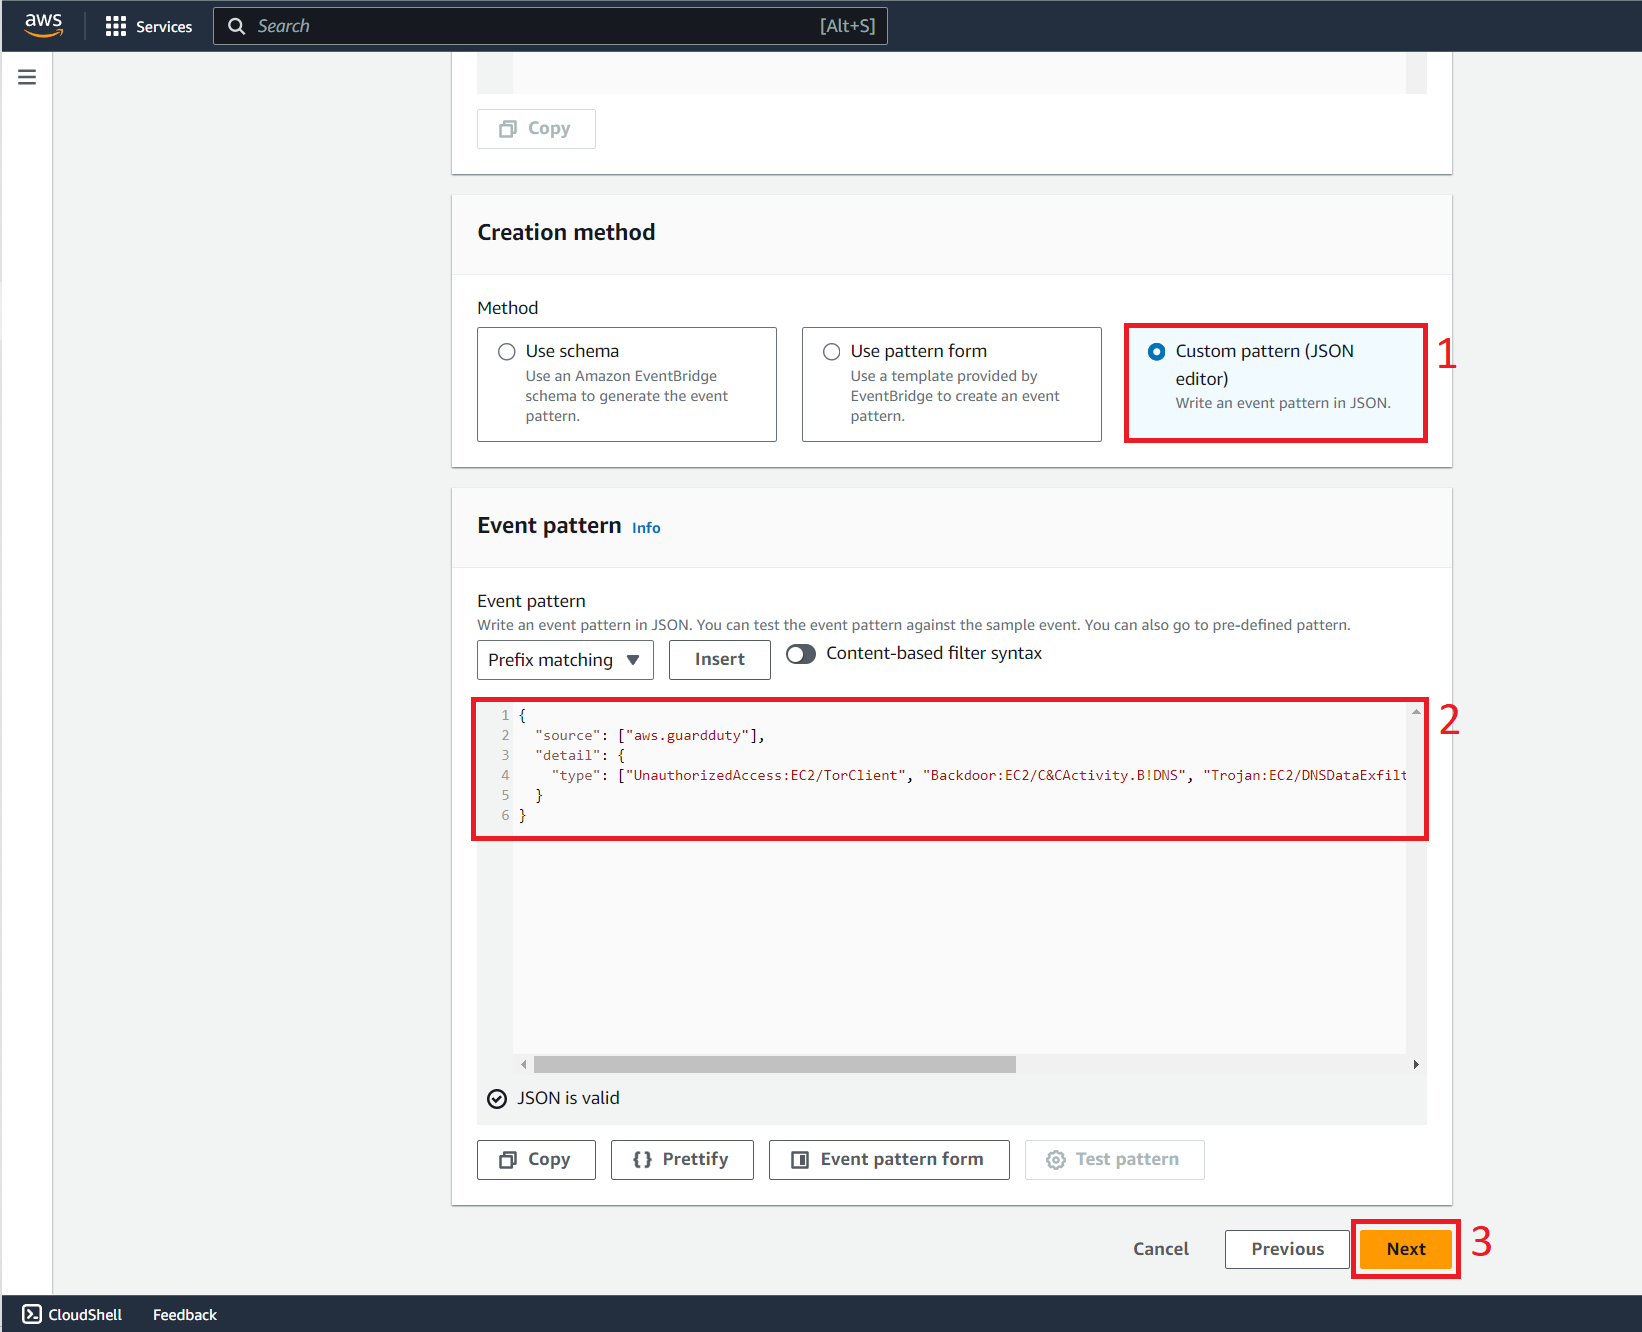 aws
Services
Search
[Alt+S]
Copy
Creation method
Method
Use schema
Use an Amazon EventBridge
schema to generate the event
pattern.
Use pattern form
Use a template provided by
EventBridge to create an event
pattern.
Custom pattern (JSON
editor)
Write an event pattern in JSON.
1
Event pattern Info
Event pattern
Write an event pattern in JSON. You can test the event pattern against the sample event. You can also go to pre-defined pattern.
Prefix matching
Insert
Content-based filter syntax
2
1 {
2 "source": ["aws.guardduty"],
3 "detail": {
4 "type": ["UnauthorizedAccess:EC2/TorClient", "Backdoor:EC2/C&CActivity.B!DNS", "Trojan:EC2/DNSDataExfilt
5 }
6 }
JSON is valid
Copy
{} Prettify
Event pattern form
Test pattern
Cancel
Previous
Next
3
CloudShell
Feedback